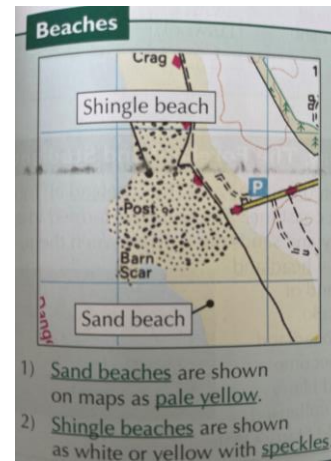 Beaches
Crag
1
Shingle beach
P
Post
Barn
Scar
Sand beach
1) Sand beaches are shown
on maps as pale yellow.
2) Shingle beaches are shown
as white or yellow with speckles